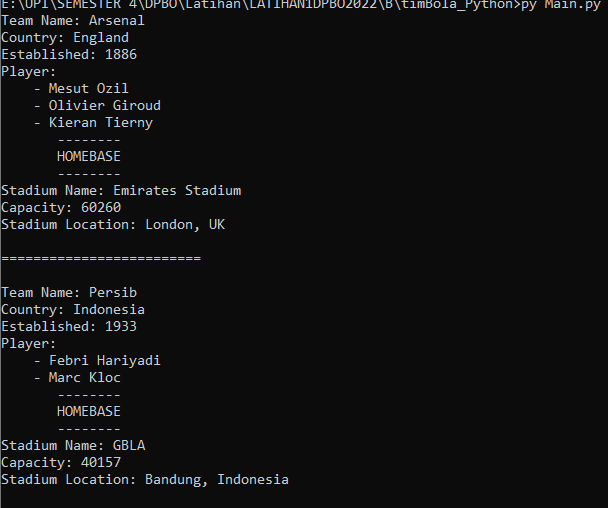 E:\UPI\SEMESTER 4\DPBO\Latihan\LATIHAN1DPBO2022\B\timBola_Python>py Main.py
Team Name: Arsenal
Country: England
Established: 1886
Player:
    - Mesut Ozil
    - Olivier Giroud
    - Kieran Tierny
       --------
       HOMEBASE
       --------
Stadium Name: Emirates Stadium
Capacity: 60260
Stadium Location: London, UK

=========================

Team Name: Persib
Country: Indonesia
Established: 1933
Player:
    - Febri Hariyadi
    - Marc Kloc
       --------
       HOMEBASE
       --------
Stadium Name: GBLA
Capacity: 40157
Stadium Location: Bandung, Indonesia